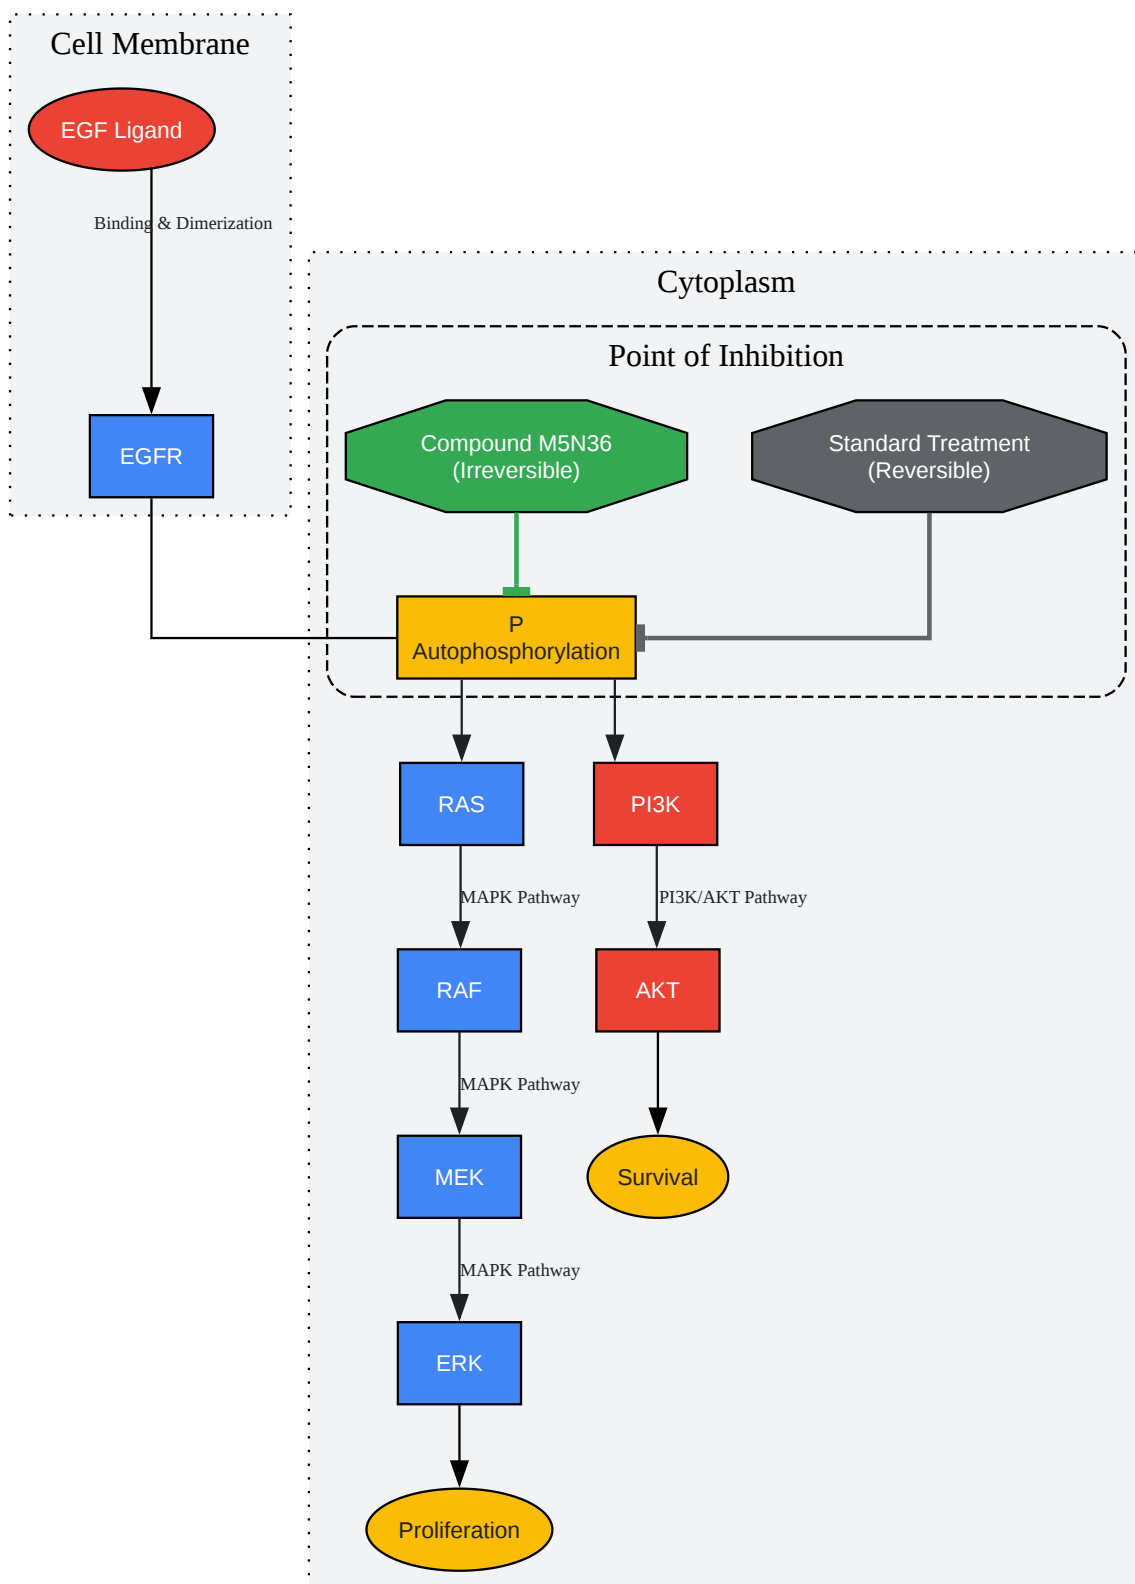 Cell Membrane
EGF Ligand
Binding & Dimerization
EGFR
Cytoplasm
Point of Inhibition
Compound M5N36
(Irreversible)
Standard Treatment
(Reversible)
P
Autophosphorylation
RAS
PI3K
MAPK Pathway
PI3K/AKT Pathway
RAF
AKT
MAPK Pathway
MEK
Survival
MAPK Pathway
ERK
Proliferation